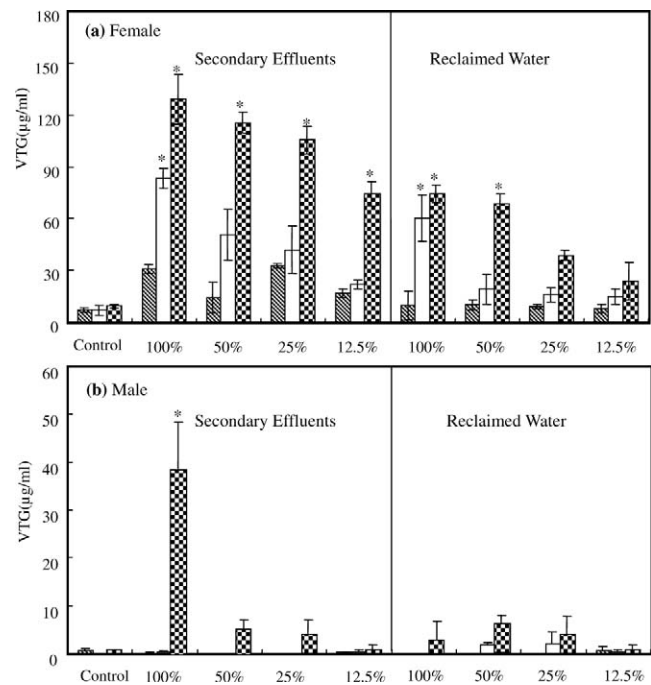 (a) Female
Secondary Effluents Reclaimed Water
VTG(µg/ml)
180
150
120
90
60
30
0
* * * * * * * *
Control 100% 50% 25% 12.5% 100% 50% 25% 12.5%
(b) Male
Secondary Effluents Reclaimed Water
VTG(µg/ml)
60
50
40
30
20
10
0
*
Control 100% 50% 25% 12.5% 100% 50% 25% 12.5%